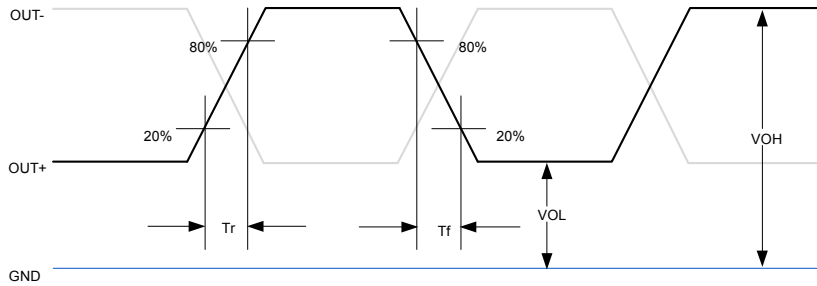 OUT-
80%
80%
20%
20%
VOH
OUT+
VOL
Tr
Tf
GND